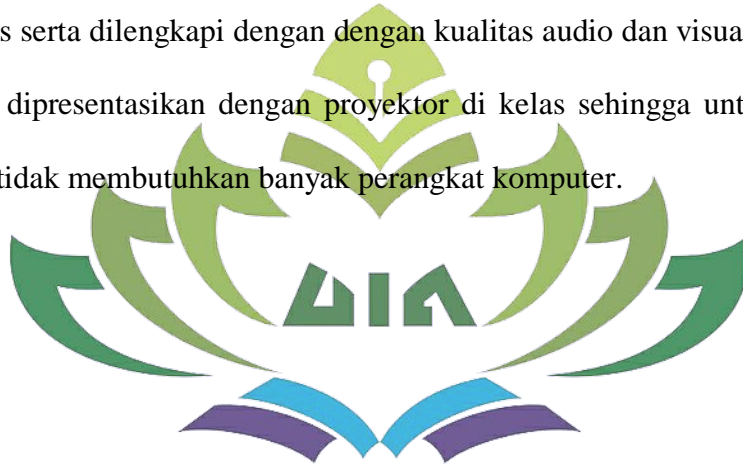 s serta dilengkapi dengan dengan kualitas audio dan visua
dipresentasikan dengan proyektor di kelas sehingga unt
tidak membutuhkan banyak perangkat komputer.
UIN